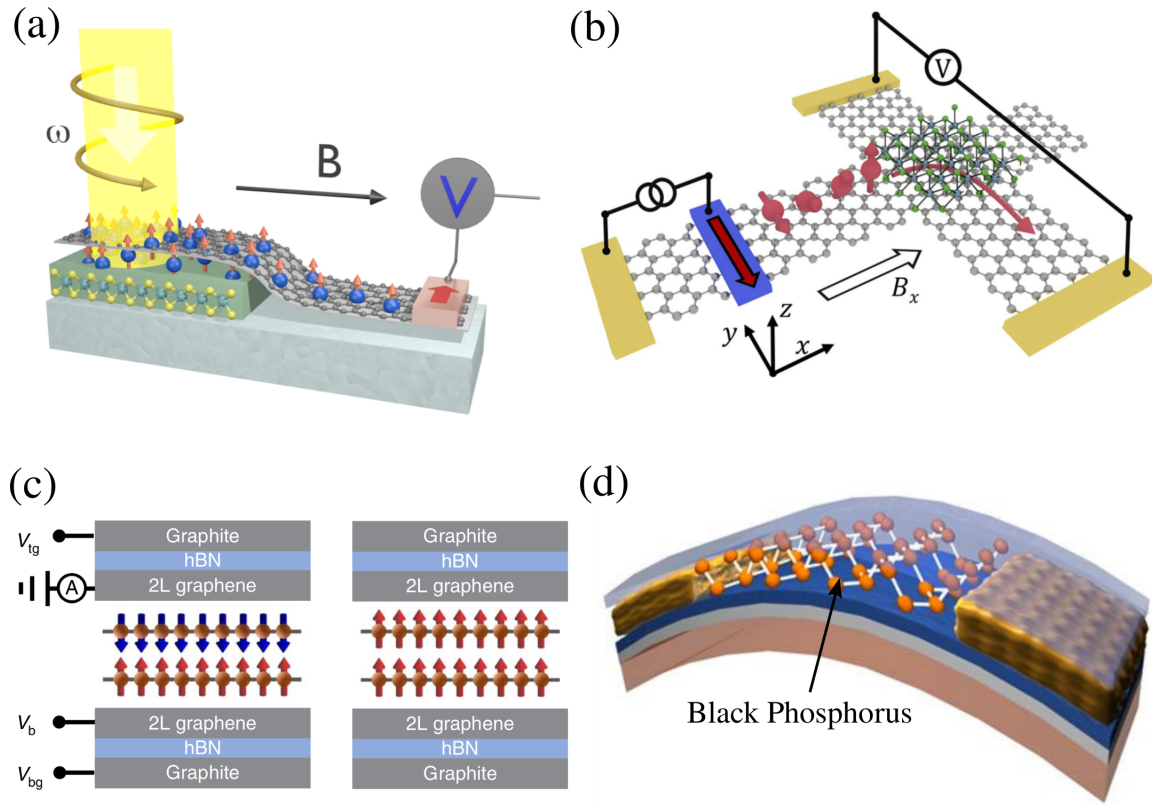 (a)
ω
B
V
(b)
V
B_x
y
z
x
(c)
V_tg
A
Graphite
hBN
2L graphene
Graphite
hBN
2L graphene
V_b
V_bg
2L graphene
hBN
Graphite
2L graphene
hBN
Graphite
(d)
Black Phosphorus